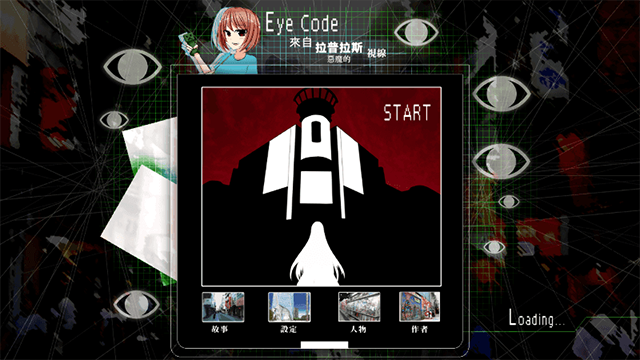 Eye Code
來自拉普拉斯
惡魔的視線
START
故事
設定
人物
作者
Loading...